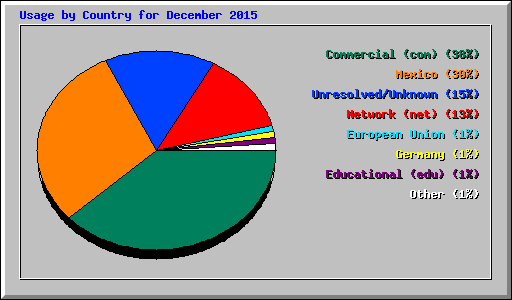 Usage by Country for December 2015
Commercial (com) (38%)
Mexico (30%)
Unresolved/Unknown (15%)
Network (net) (13%)
European Union (1%)
Germany (1%)
Educational (edu) (1%)
Other (1%)